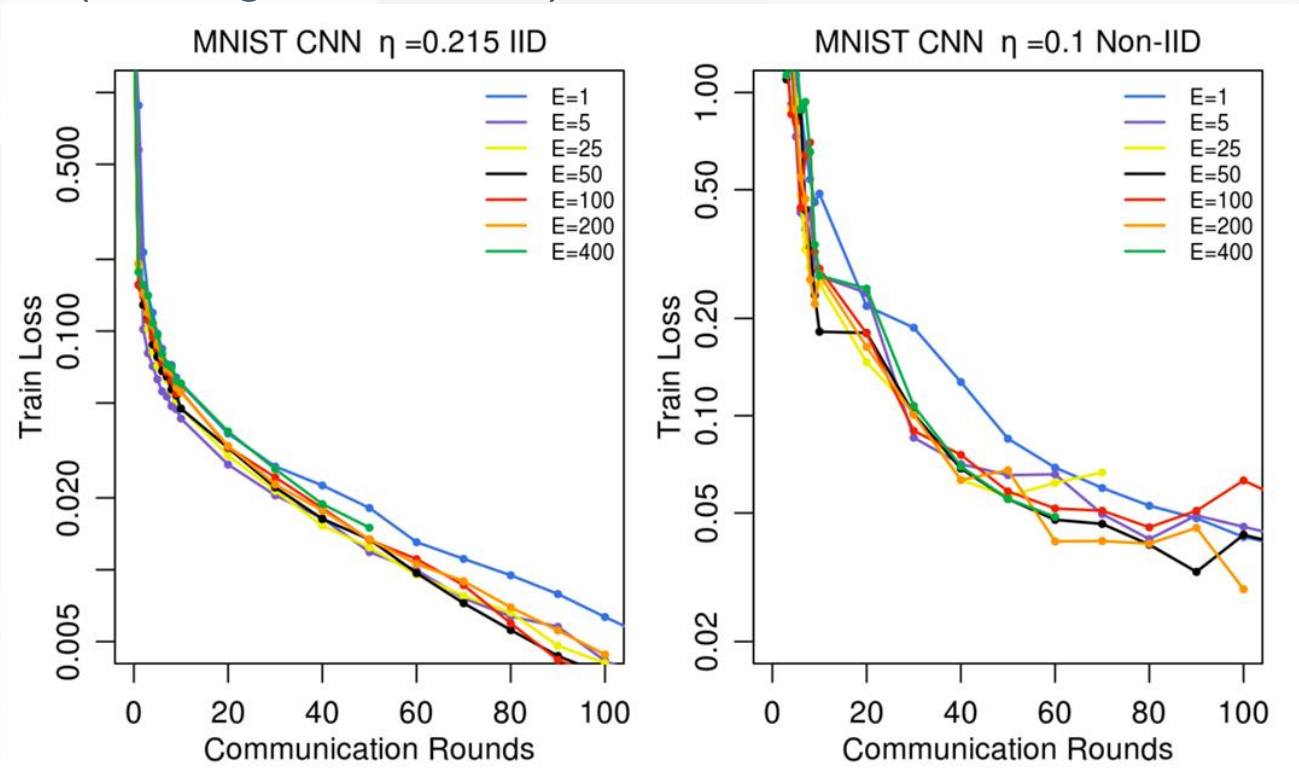 MNIST CNN η =0.215 IID
E=1
E=5
E=25
E=50
E=100
E=200
E=400
Train Loss
0.500
0.100
0.020
0.005
0 20 40 60 80 100
Communication Rounds
MNIST CNN η =0.1 Non-IID
E=1
E=5
E=25
E=50
E=100
E=200
E=400
Train Loss
1.00
0.50
0.20
0.10
0.05
0.02
0 20 40 60 80 100
Communication Rounds